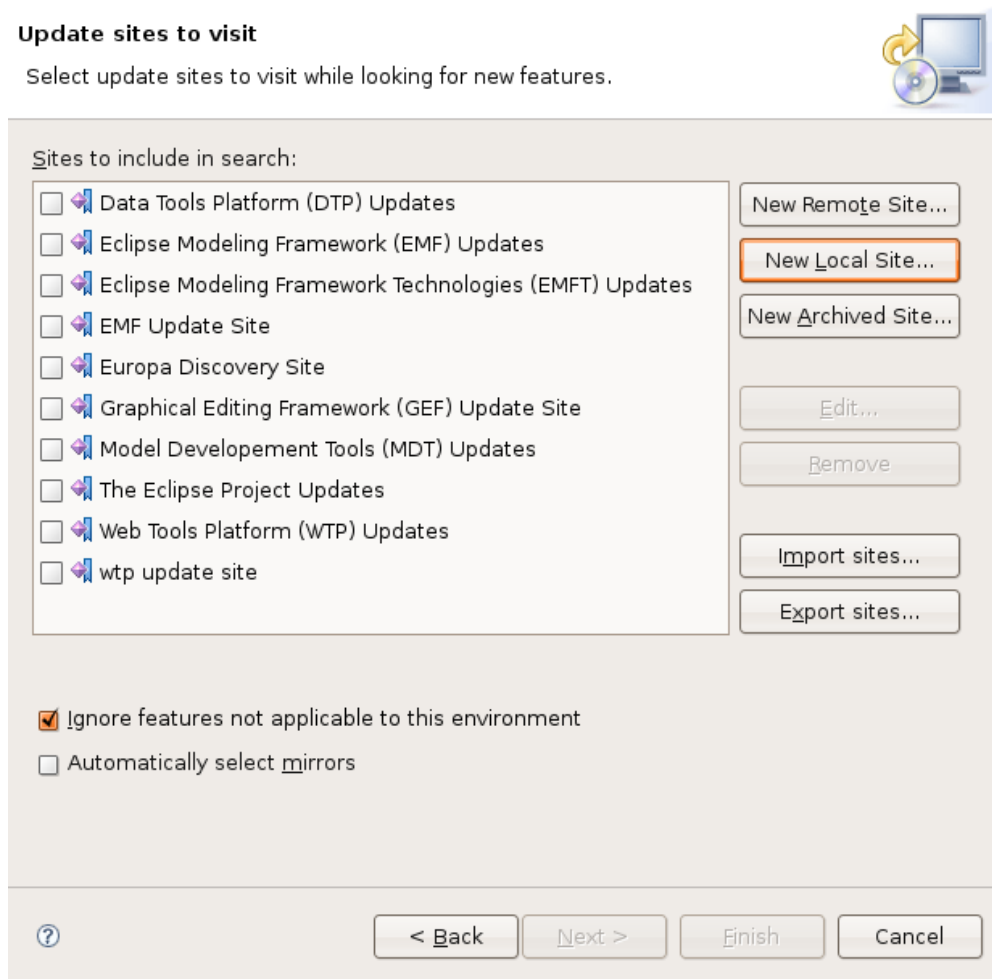 Update sites to visit
Select update sites to visit while looking for new features.
Sites to include in search:
Data Tools Platform (DTP) Updates
Eclipse Modeling Framework (EMF) Updates
Eclipse Modeling Framework Technologies (EMFT) Updates
EMF Update Site
Europa Discovery Site
Graphical Editing Framework (GEF) Update Site
Model Developement Tools (MDT) Updates
The Eclipse Project Updates
Web Tools Platform (WTP) Updates
wtp update site
New Remote Site...
New Local Site...
New Archived Site...
Edit...
Remove
Import sites...
Export sites...
Ignore features not applicable to this environment
Automatically select mirrors
?
< Back
Next >
Finish
Cancel